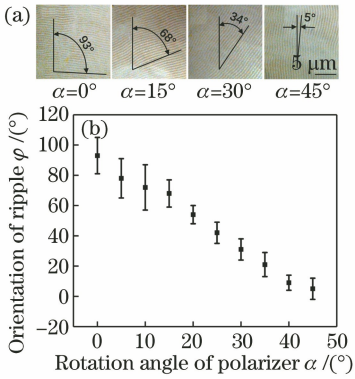 (a)
93° 68° 34° 5°
5 μm
α=0° α=15° α=30° α=45°
(b)
Orientation of ripple φ /(°)
120
100
80
60
40
20
0
−20
0 10 20 30 40 50
Rotation angle of polarizer α /(°)